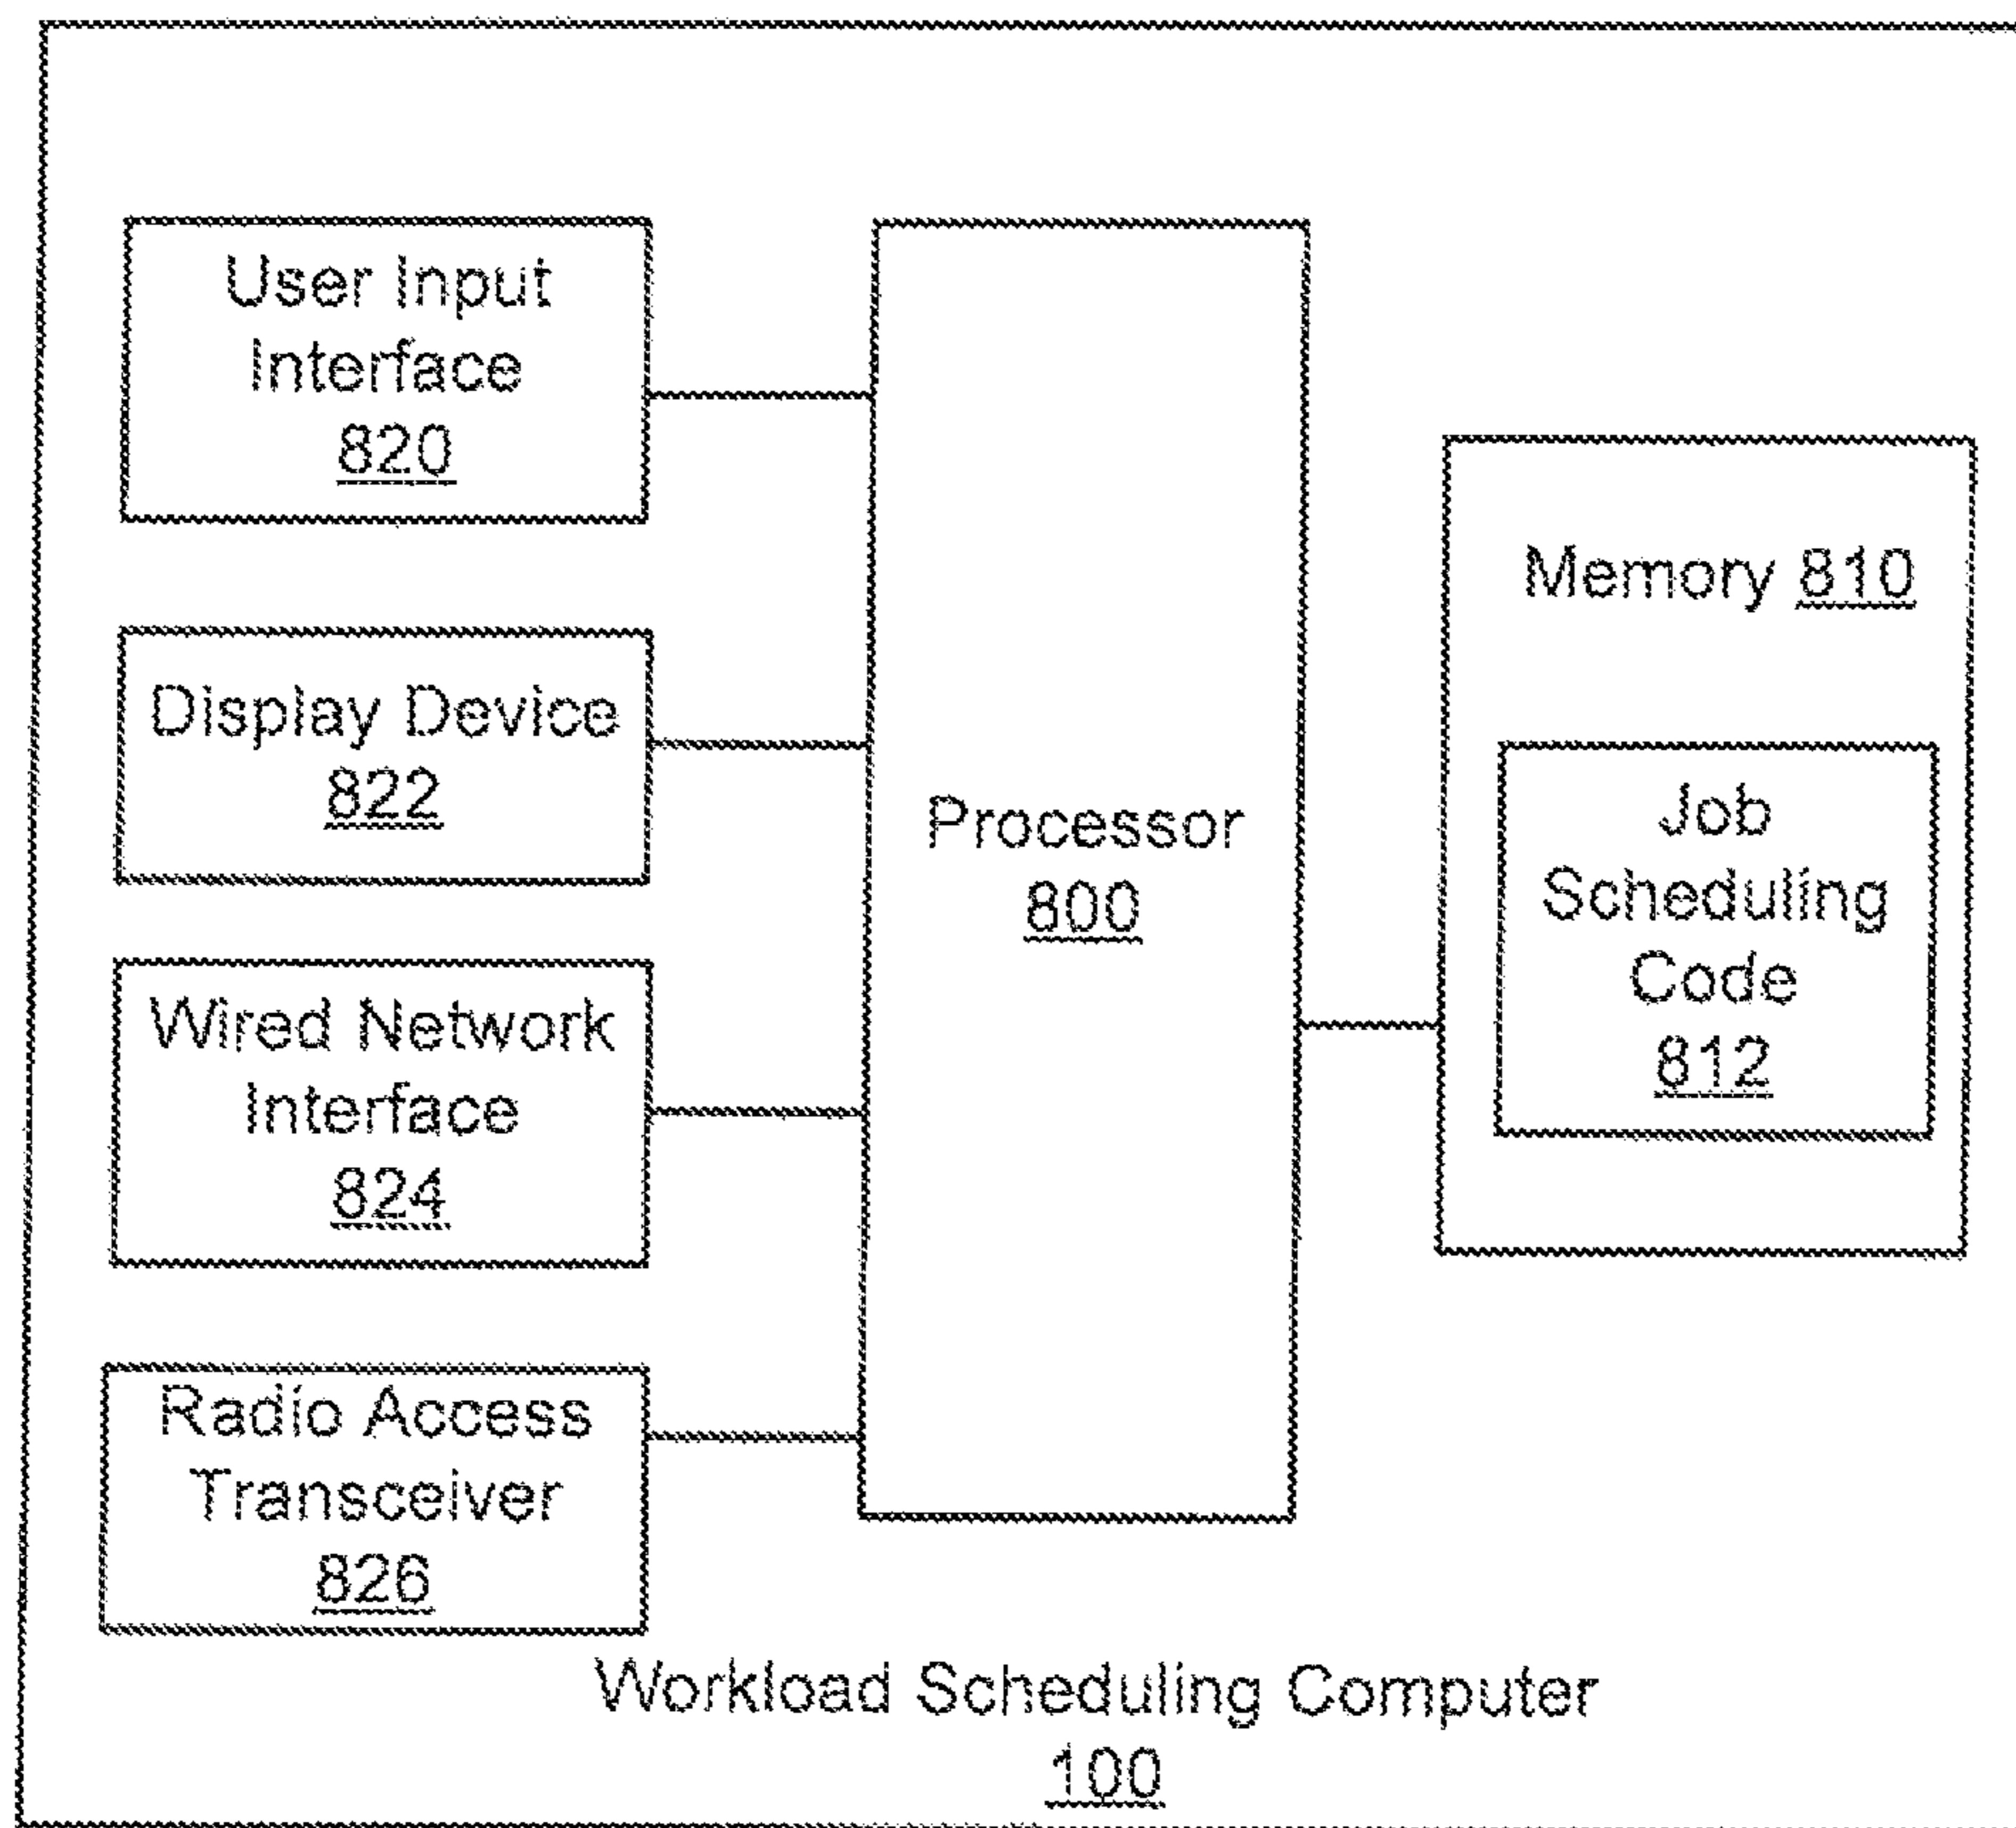 User Input
Interface
820
Display Device
822
Wired Network
Interface
824
Radio Access
Transceiver
826
Processor
800
Memory 810
Job
Scheduling
Code
812
Workload Scheduling Computer
100